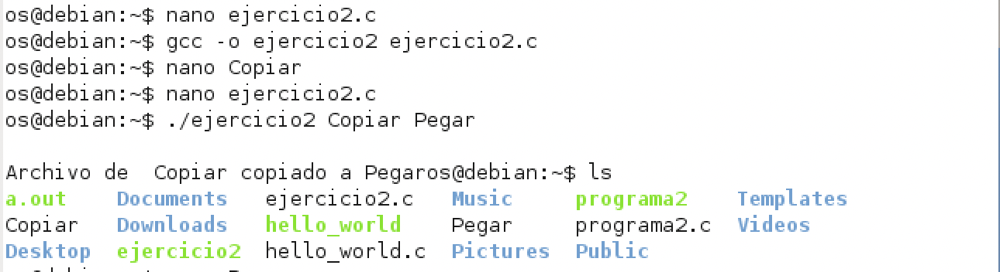 os@debian:~$ nano ejercicio2.c
os@debian:~$ gcc -o ejercicio2 ejercicio2.c
os@debian:~$ nano Copiar
os@debian:~$ nano ejercicio2.c
os@debian:~$ ./ejercicio2 Copiar Pegar
Archivo de  Copiar copiado a Pegaros@debian:~$ ls
a.out    Documents   ejercicio2.c   Music     programa2    Templates
Copiar   Downloads   hello_world    Pegar     programa2.c  Videos
Desktop  ejercicio2  hello_world.c  Pictures  Public